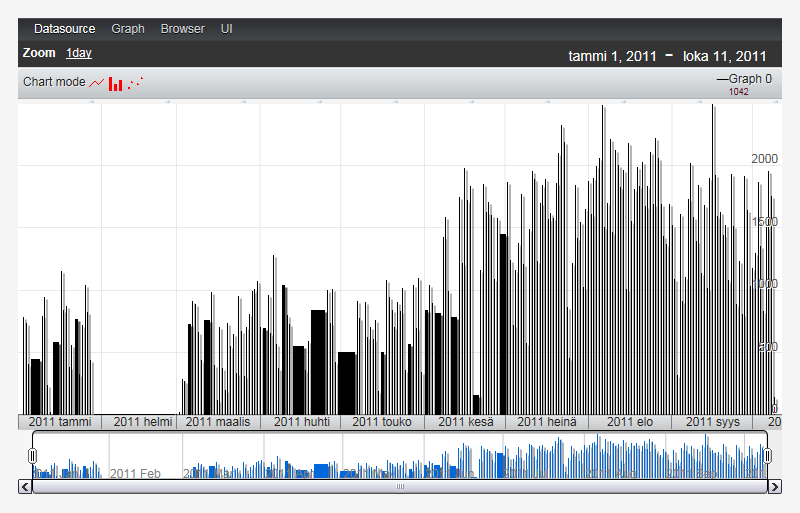 Datasource Graph Browser UI
Zoom 1day
tammi 1, 2011 – loka 11, 2011
Chart mode
Graph 0
1042
2000
1500
1000
500
0
2011 tammi 2011 helmi 2011 maalis 2011 huhti 2011 touko 2011 kesä 2011 heinä 2011 elo 2011 syys 20
2011 Feb